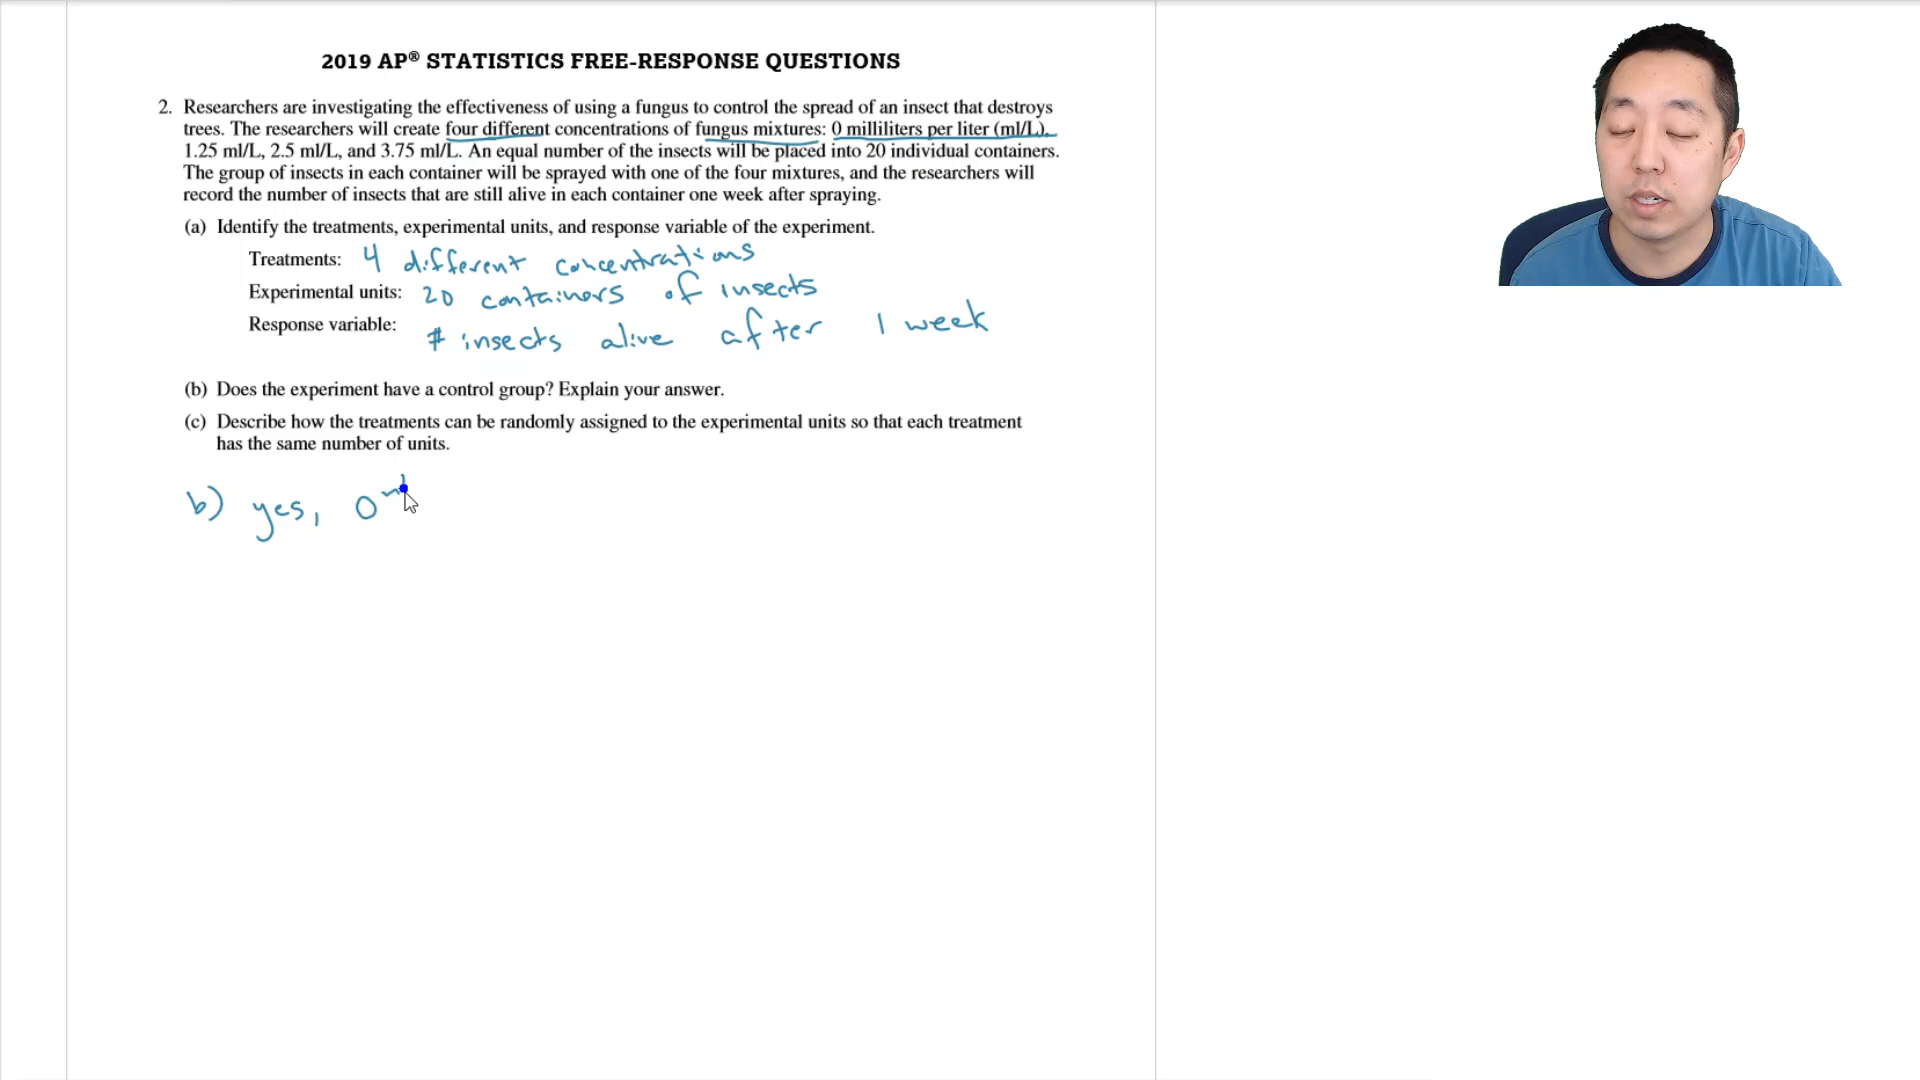 2019 AP® STATISTICS FREE-RESPONSE QUESTIONS
2. Researchers are investigating the effectiveness of using a fungus to control the spread of an insect that destroys
trees. The researchers will create four different concentrations of fungus mixtures: 0 milliliters per liter (ml/L),
1.25 ml/L, 2.5 ml/L, and 3.75 ml/L. An equal number of the insects will be placed into 20 individual containers.
The group of insects in each container will be sprayed with one of the four mixtures, and the researchers will
record the number of insects that are still alive in each container one week after spraying.
(a) Identify the treatments, experimental units, and response variable of the experiment.
Treatments: 4 different concentrations
Experimental units: 20 containers of insects
Response variable: # insects alive after 1 week
(b) Does the experiment have a control group? Explain your answer.
(c) Describe how the treatments can be randomly assigned to the experimental units so that each treatment
has the same number of units.
b) yes, 0